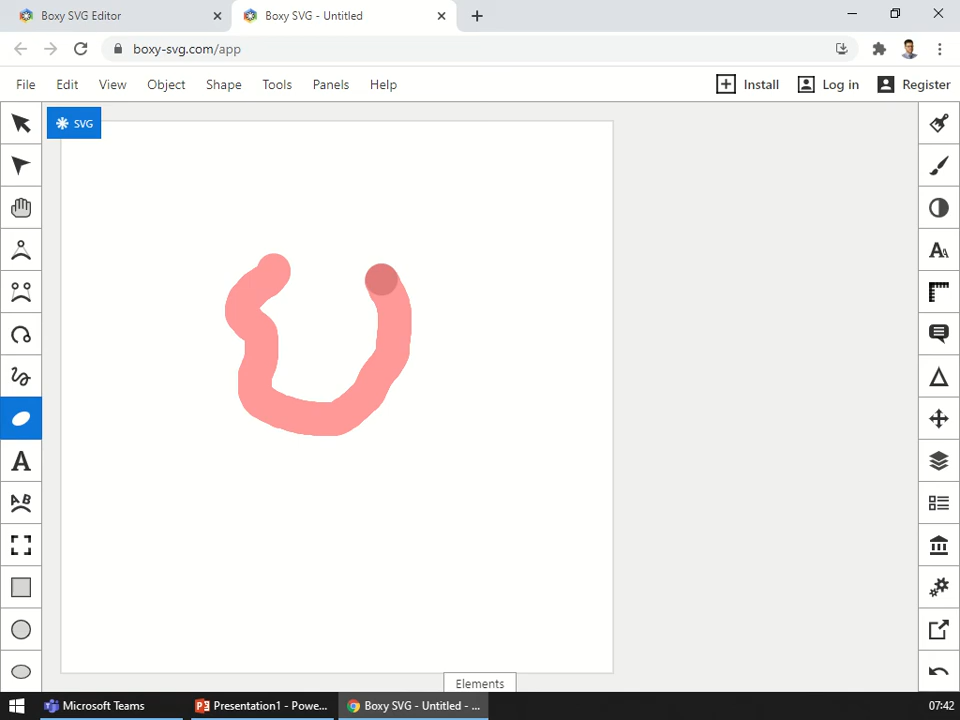 Boxy SVG Editor
Boxy SVG - Untitled
boxy-svg.com/app
File Edit View Object Shape Tools Panels Help Install Log in Register
SVG
A
A B
Elements
Microsoft Teams
Presentation1 - Powe...
Boxy SVG - Untitled - ...
07:42